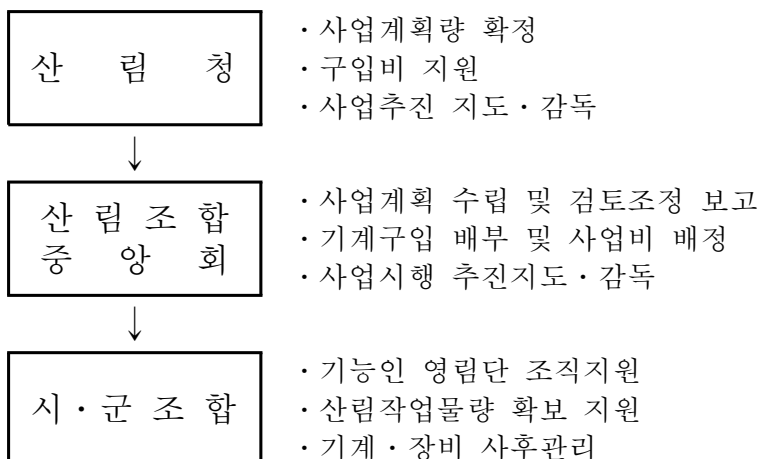 산 림 청
・사업계획량 확정
・구입비 지원
・사업추진 지도・감독
↓
산 림 조 합
중 앙 회
・사업계획 수립 및 검토조정 보고
・기계구입 배부 및 사업비 배정
・사업시행 추진지도・감독
↓
시・군 조 합
・기능인 영림단 조직지원
・산림작업물량 확보 지원
・기계・장비 사후관리